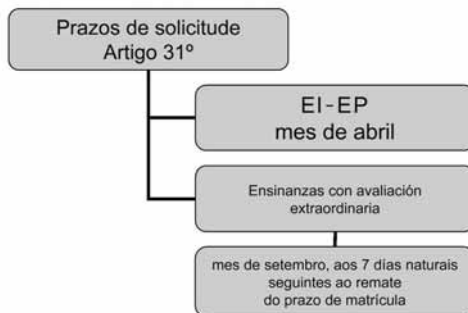 Prazos de solicitude
Artigo 31º
EI-EP
mes de abril
Ensinanzas con avaliación
extraordinaria
mes de setembro, aos 7 días naturais
seguintes ao remate
do prazo de matrícula